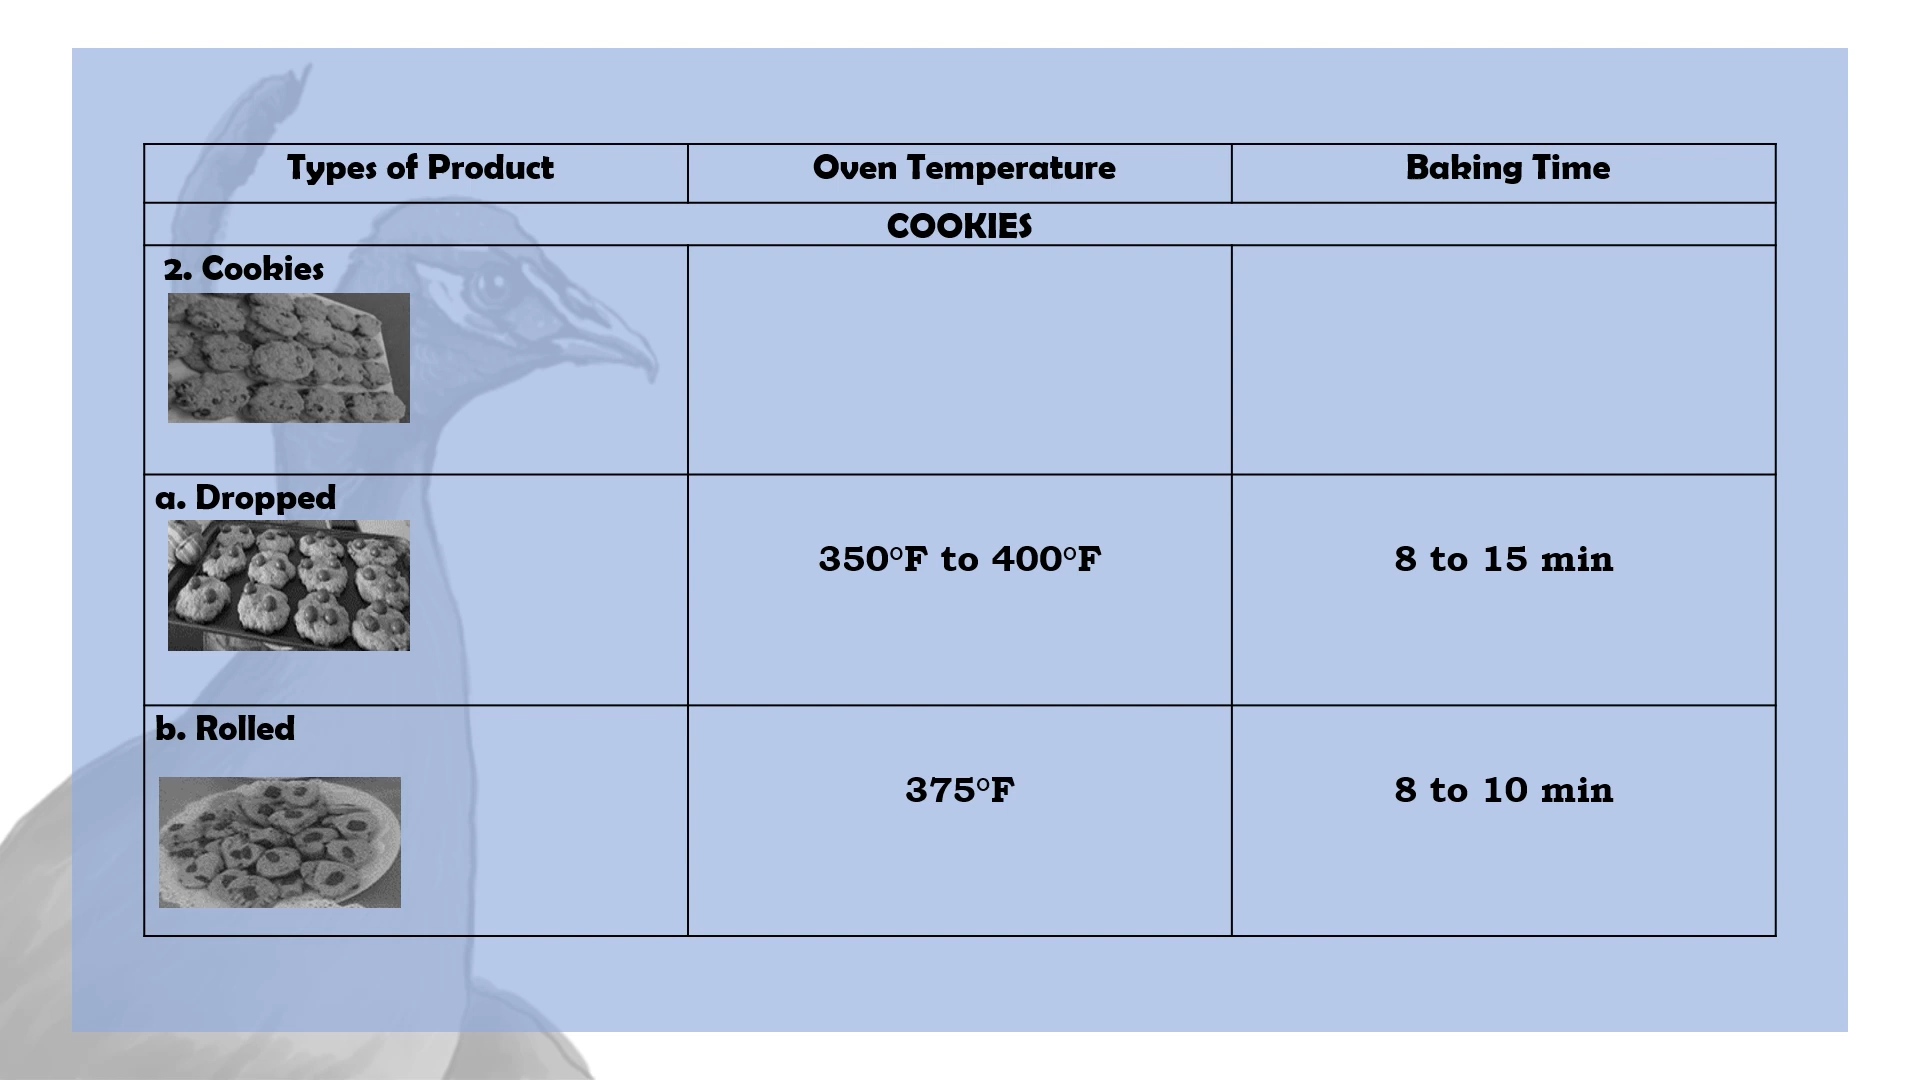 Types of Product Oven Temperature Baking Time
COOKIES
2. Cookies
a. Dropped
350°F to 400°F 8 to 15 min
b. Rolled
375°F 8 to 10 min